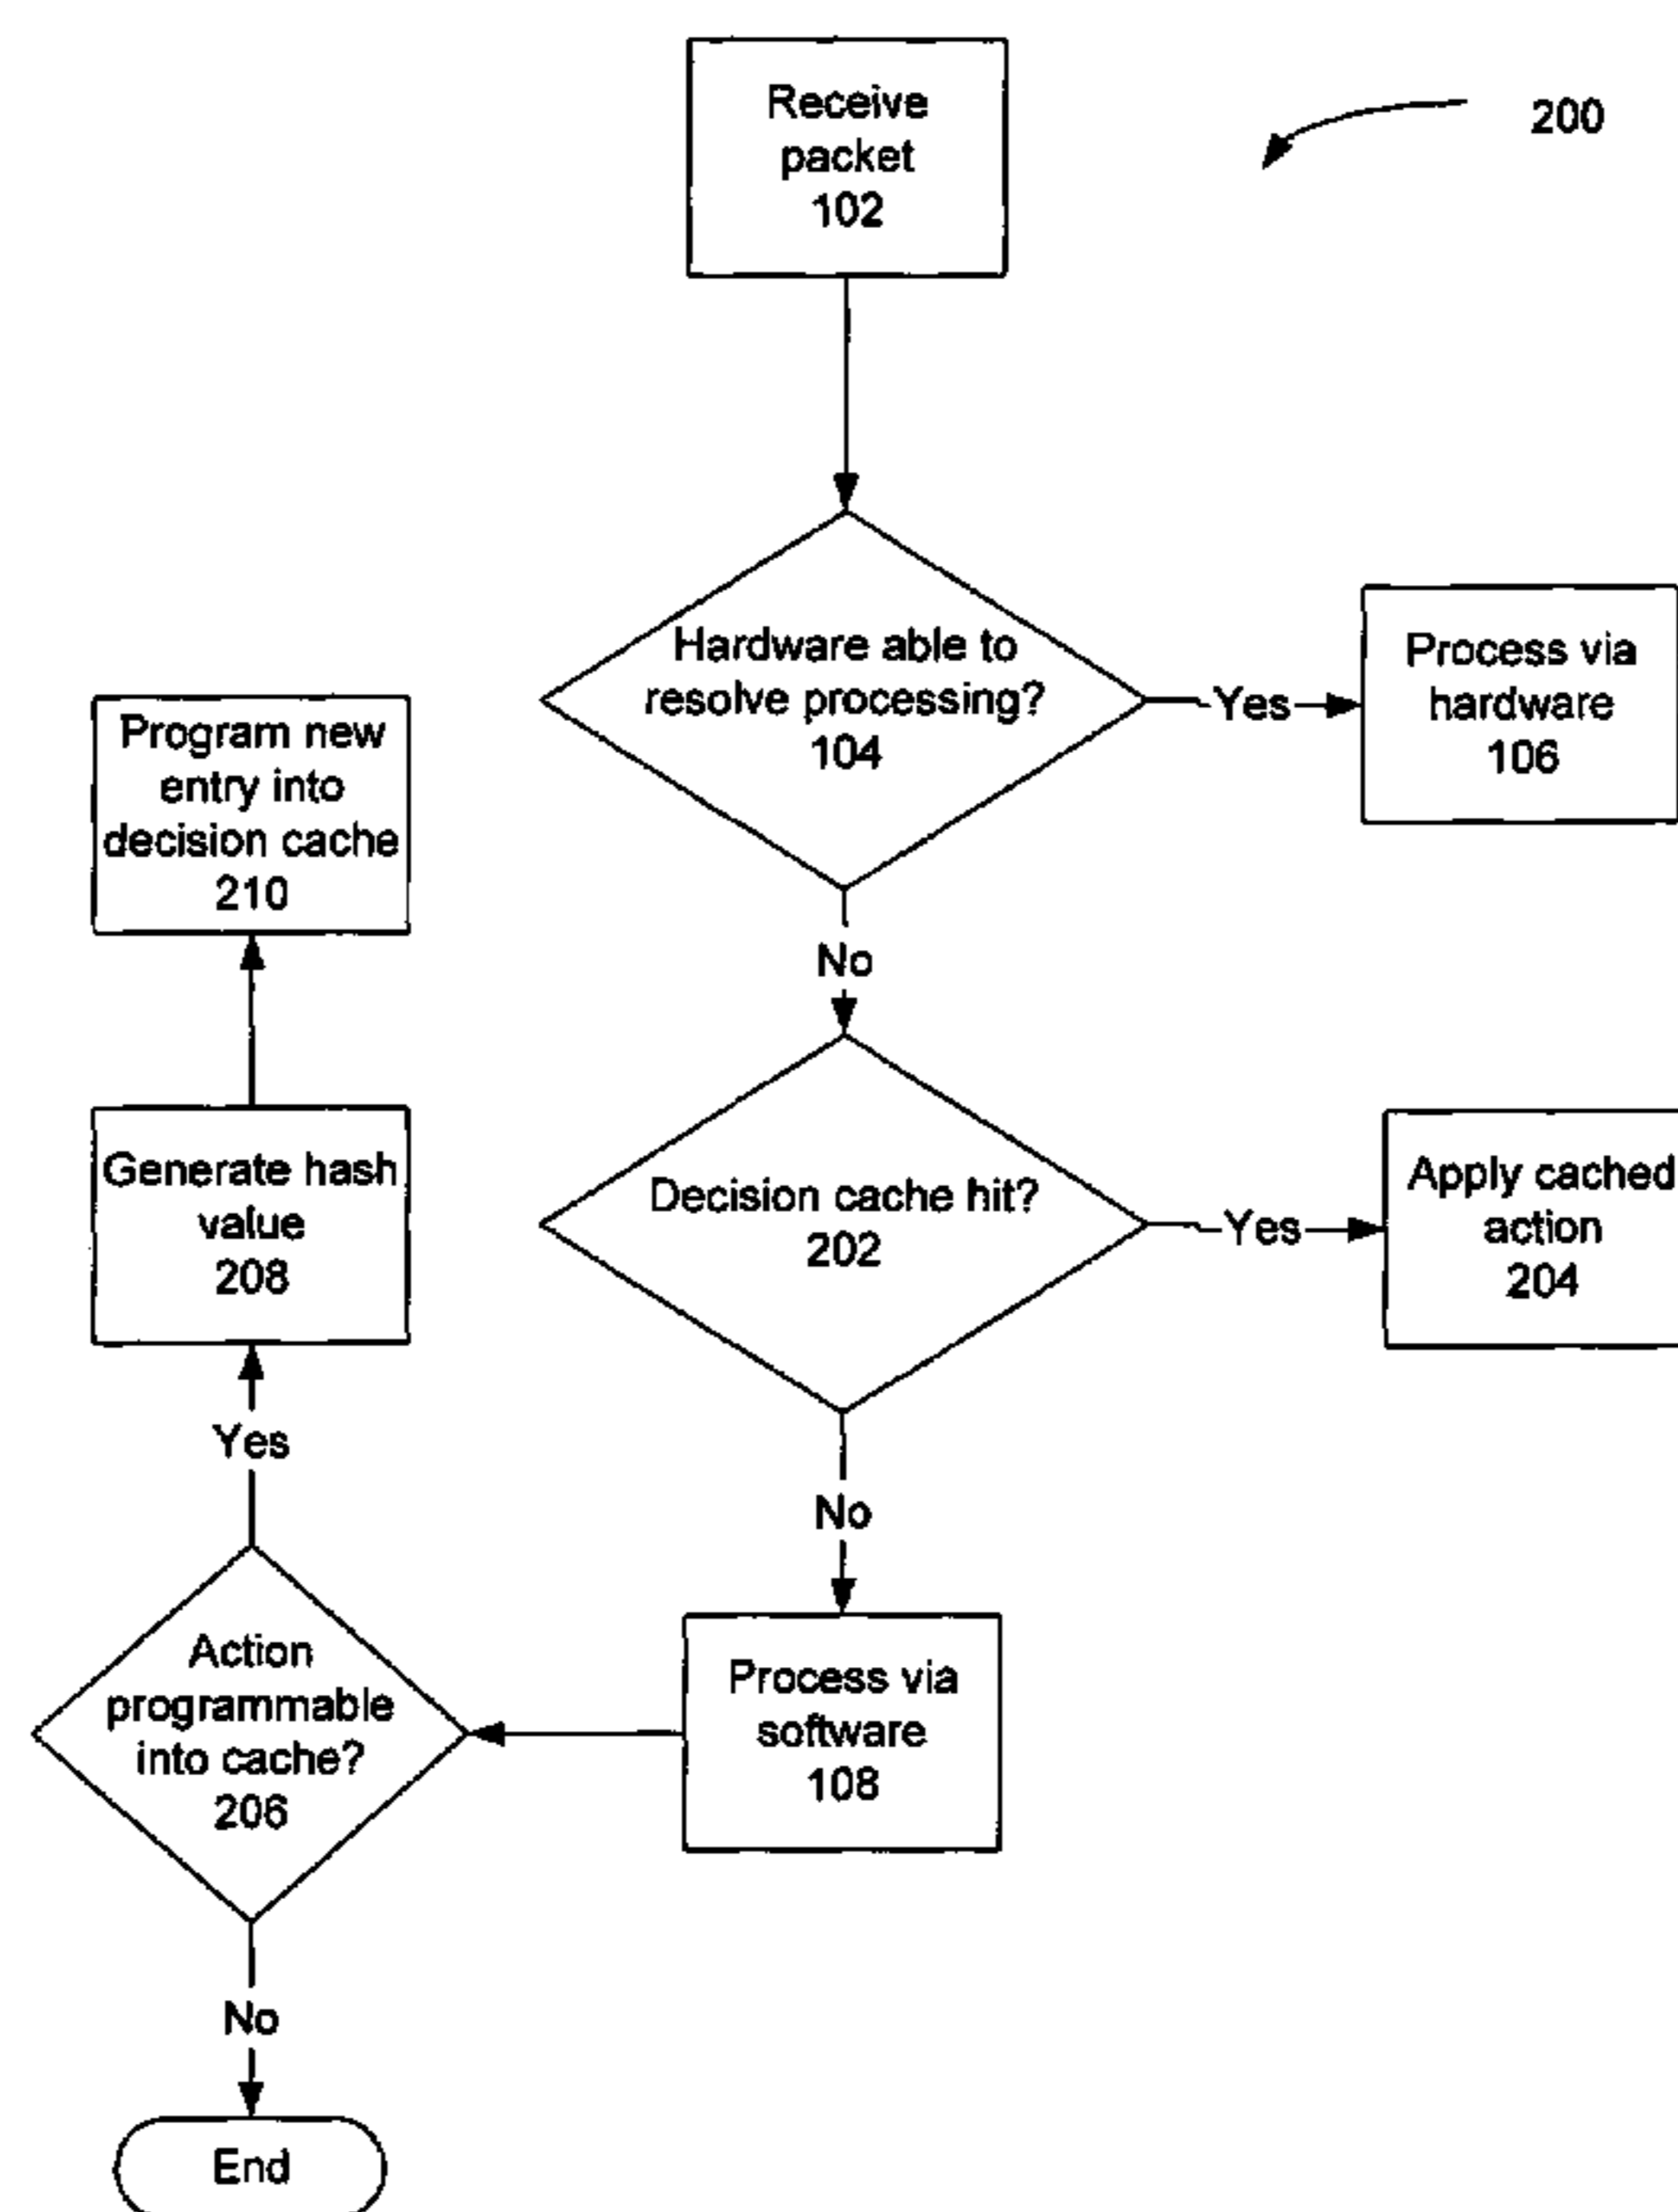 Receive
packet
102
200
Hardware able to
resolve processing?
104
Yes
Process via
hardware
106
No
Decision cache hit?
202
Yes
Apply cached
action
204
No
Process via
software
108
Action
programmable
into cache?
206
Yes
Generate hash
value
208
Program new
entry into
decision cache
210
No
End